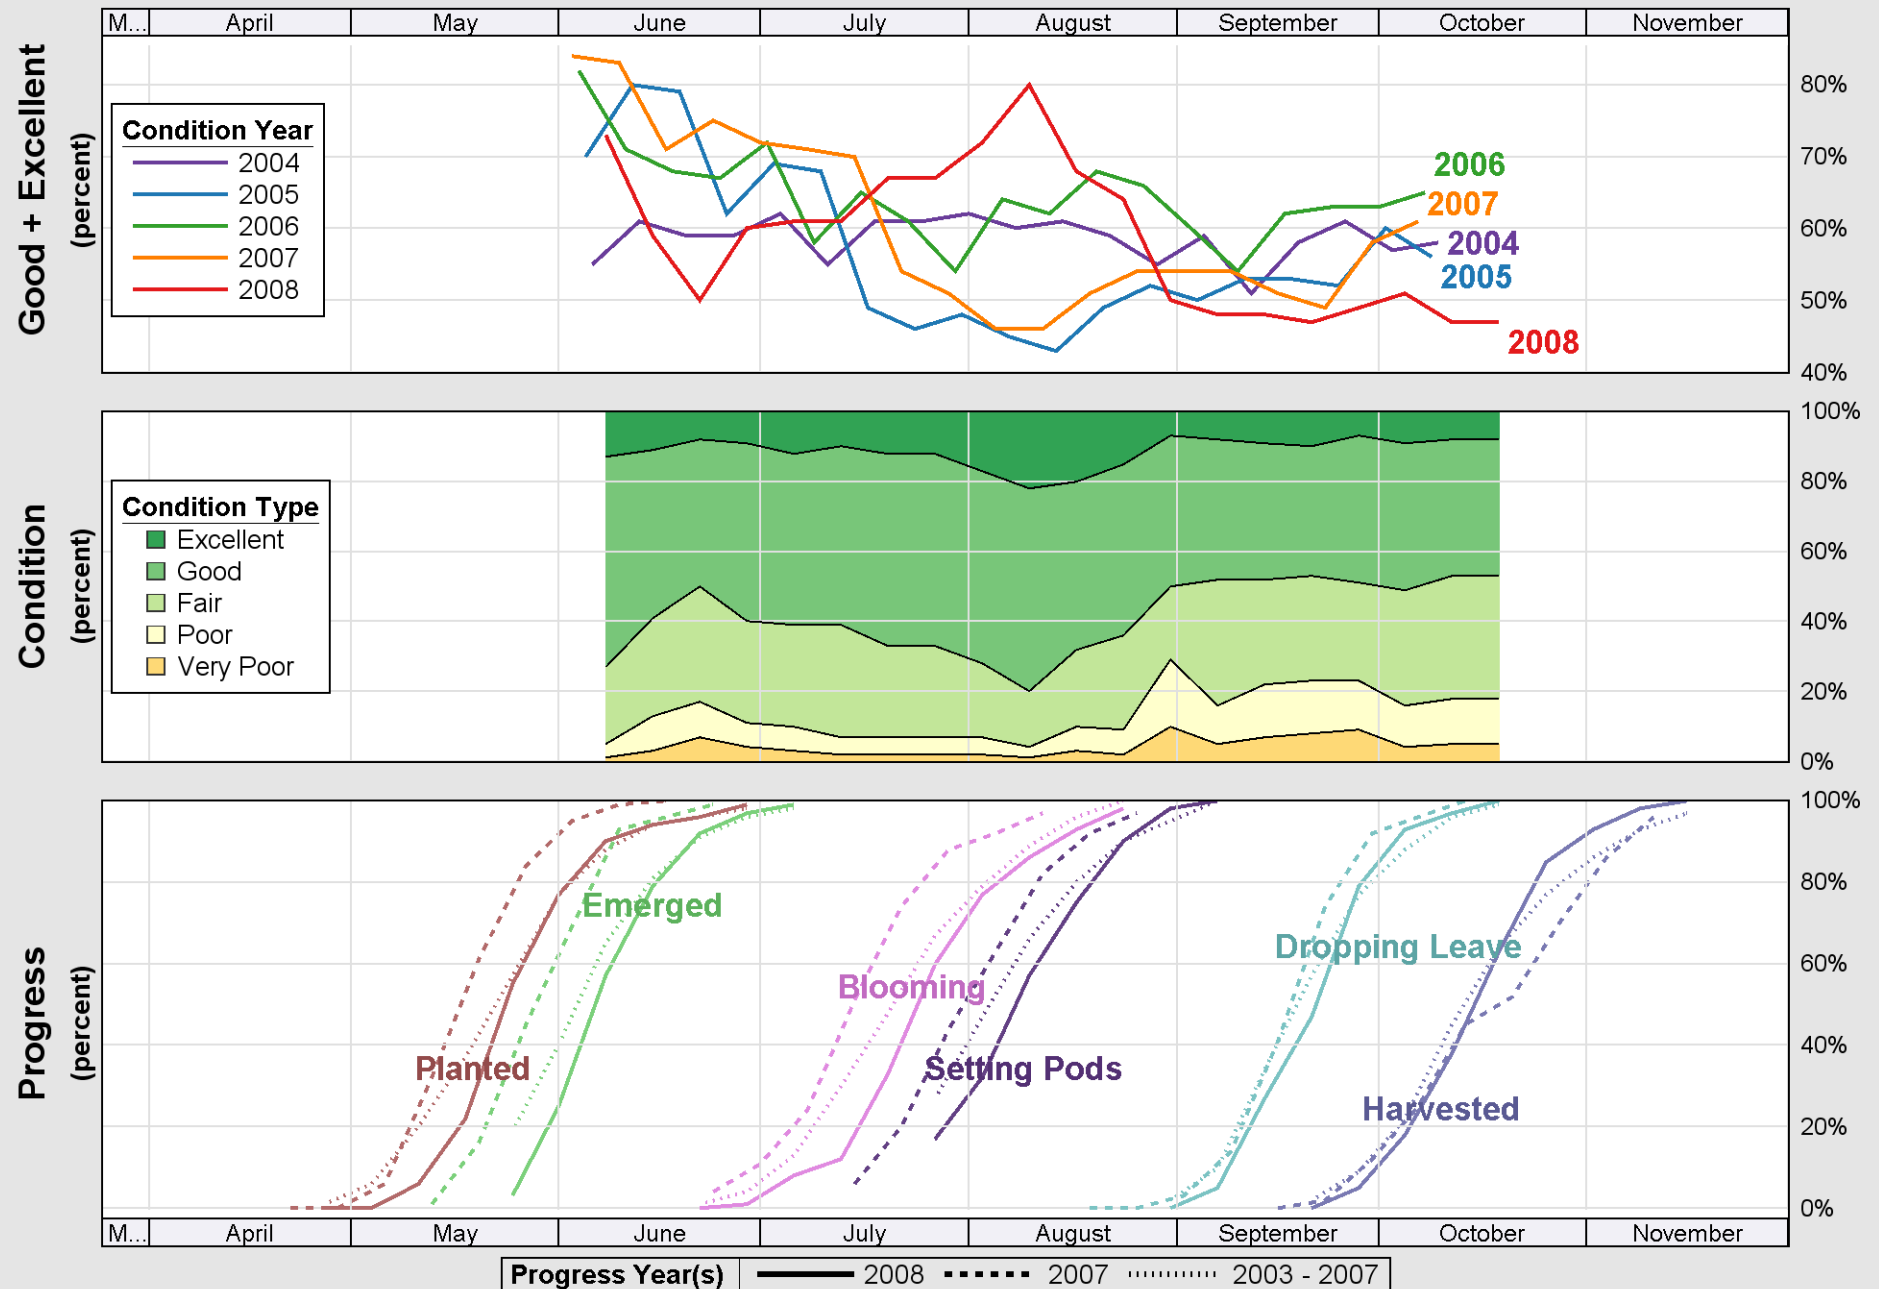 M... April May June July August September October November
Good + Excellent
(percent)
80%
70%
60%
50%
40%
Condition Year
2004
2005
2006
2007
2008
2006
2007
2004
2005
2008
Condition
(percent)
100%
80%
60%
40%
20%
0%
Condition Type
Excellent
Good
Fair
Poor
Very Poor
Progress
(percent)
100%
80%
60%
40%
20%
0%
Emerged
Dropping Leave
Blooming
Planted
Setting Pods
Harvested
M... April May June July August September October November
Progress Year(s) 2008 2007 2003 - 2007